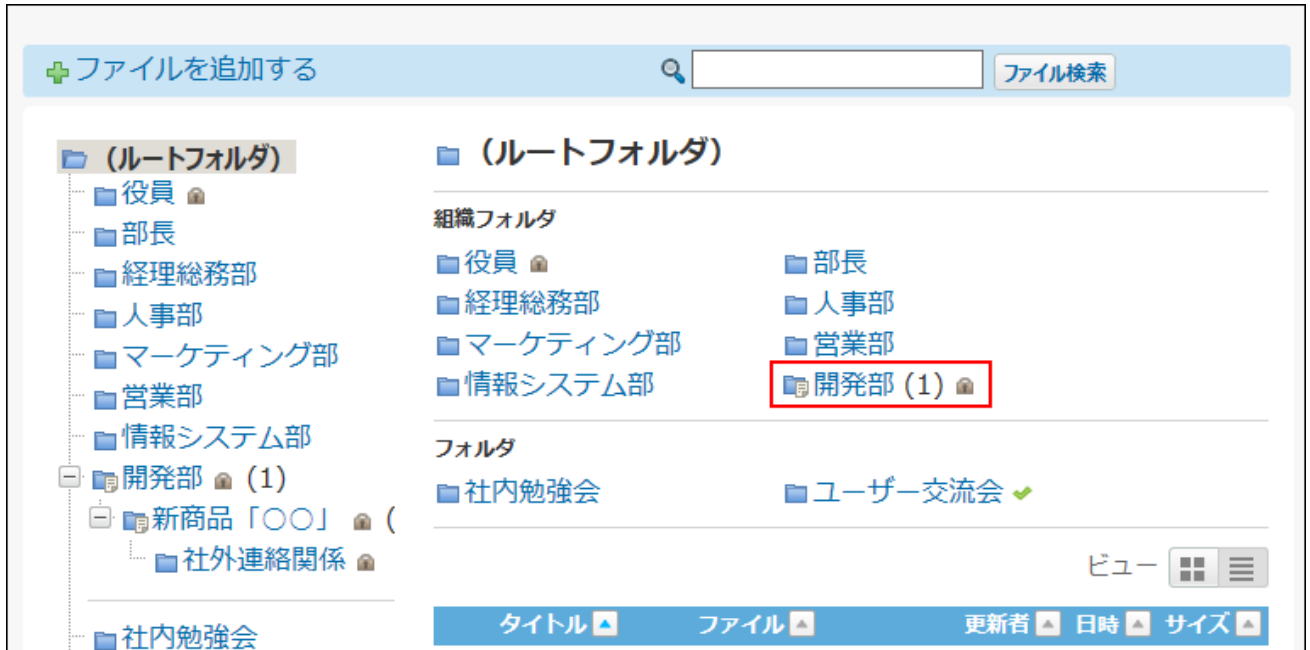 ファイルを追加する
ファイル検索
(ルートフォルダ)
役員
部長
経理総務部
人事部
マーケティング部
営業部
情報システム部
開発部 (1)
新商品「○○」 (
社外連絡関係
社内勉強会
(ルートフォルダ)
組織フォルダ
役員 部長
経理総務部 人事部
マーケティング部 営業部
情報システム部 開発部 (1)
フォルダ
社内勉強会 ユーザー交流会
ビュー
タイトル ファイル 更新者 日時 サイズ